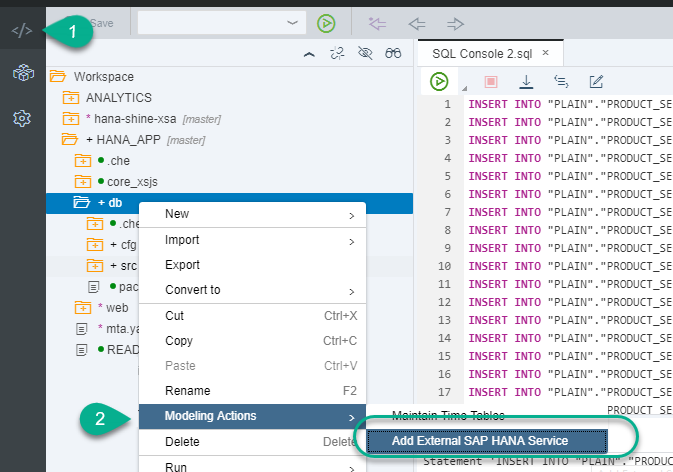 </>
1
Save
SQL Console 2.sql ×
Workspace
ANALYTICS
* hana-shine-xsa [master]
+ HANA_APP [master]
.che
core_xsjs
+ db
.che
+ cfg
+ src
pac
* web
* mta.ya
READ
New
Import
Export
Convert to
Cut Ctrl+X
Copy Ctrl+C
Paste Ctrl+V
Rename F2
2
Modeling Actions
Delete Delete
Run
Maintain Time Tables
Add External SAP HANA Service
1 INSERT INTO "PLAIN"."PRODUCT_SE
2 INSERT INTO "PLAIN"."PRODUCT_SE
3 INSERT INTO "PLAIN"."PRODUCT_SE
4 INSERT INTO "PLAIN"."PRODUCT_SE
5 INSERT INTO "PLAIN"."PRODUCT_SE
6 INSERT INTO "PLAIN"."PRODUCT_SE
7 INSERT INTO "PLAIN"."PRODUCT_SE
8 INSERT INTO "PLAIN"."PRODUCT_SE
9 INSERT INTO "PLAIN"."PRODUCT_SE
10 INSERT INTO "PLAIN"."PRODUCT_SE
11 INSERT INTO "PLAIN"."PRODUCT_SE
12 INSERT INTO "PLAIN"."PRODUCT_SE
13 INSERT INTO "PLAIN"."PRODUCT_SE
14 INSERT INTO "PLAIN"."PRODUCT_SE
15 INSERT INTO "PLAIN"."PRODUCT_SE
16 INSERT INTO "PLAIN"."PRODUCT_SE
17 INSERT INTO "PLAIN"."PRODUCT_SE
PRODUCT_SE
Statement 'INSERT INTO "PLAIN"."PRODUC